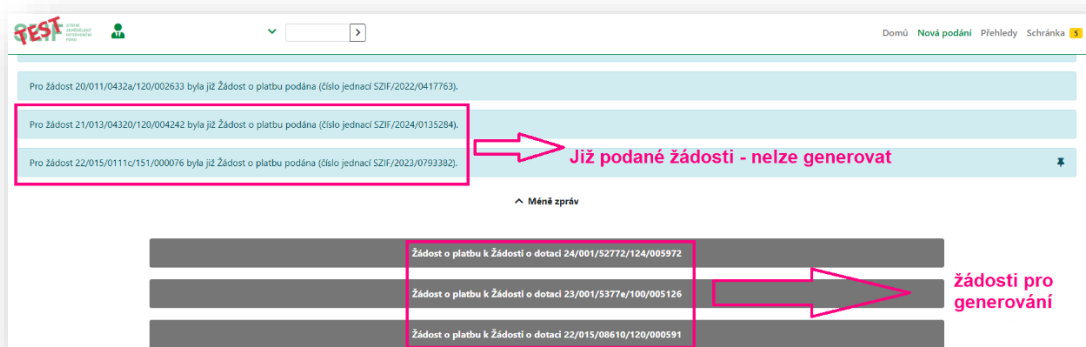 TEST
SZIF STÁTNÍ ZEMĚDĚLSKÝ INTERVENČNÍ FOND
Domů Nová podání Přehledy Schránka 5
Pro žádost 20/011/0432a/120/002633 byla již Žádost o platbu podána (číslo jednací SZIF/2022/0417763).
Pro žádost 21/013/04320/120/004242 byla již Žádost o platbu podána (číslo jednací SZIF/2024/0135284).
Pro žádost 22/015/0111c/151/000076 byla již Žádost o platbu podána (číslo jednací SZIF/2023/0793382).
Již podané žádosti - nelze generovat
Méně zpráv
Žádost o platbu k Žádosti o dotaci 24/001/52772/124/005972
Žádost o platbu k Žádosti o dotaci 23/001/5377e/100/005126
Žádost o platbu k Žádosti o dotaci 22/015/08610/120/000591
žádosti pro
generování